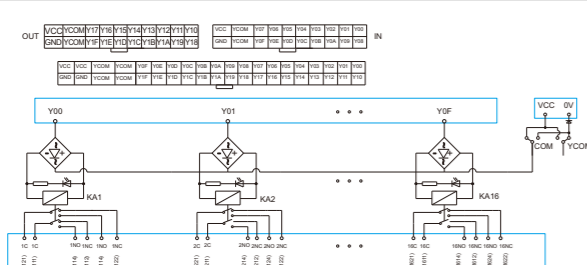 OUT VCC YCOM Y17 Y16 Y15 Y14 Y13 Y12 Y11 Y10 VCC YCOM Y07 Y06 Y05 Y04 Y03 Y02 Y01 Y00 IN
GND YCOM Y1F Y1E Y1D Y1C Y1B Y1A Y19 Y18 GND YCOM Y0F Y0E Y0D Y0C Y0B Y0A Y09 Y08
VCC VCC YCOM YCOM Y0F Y0E Y0D Y0C Y0B Y0A Y09 Y08 Y07 Y06 Y05 Y04 Y03 Y02 Y01 Y00
GND GND YCOM YCOM Y1F Y1E Y1D Y1C Y1B Y1A Y19 Y18 Y17 Y16 Y15 Y14 Y13 Y12 Y11 Y10
Y00 Y01 Y0F VCC 0V
COM YCOM
KA1 KA2 KA16
1C 1C 1NO 1NC 1NO 1NC 2C 2C 2NO 2NC 2NO 2NC 16C 16C 16NO 16NC 16NO 16NC